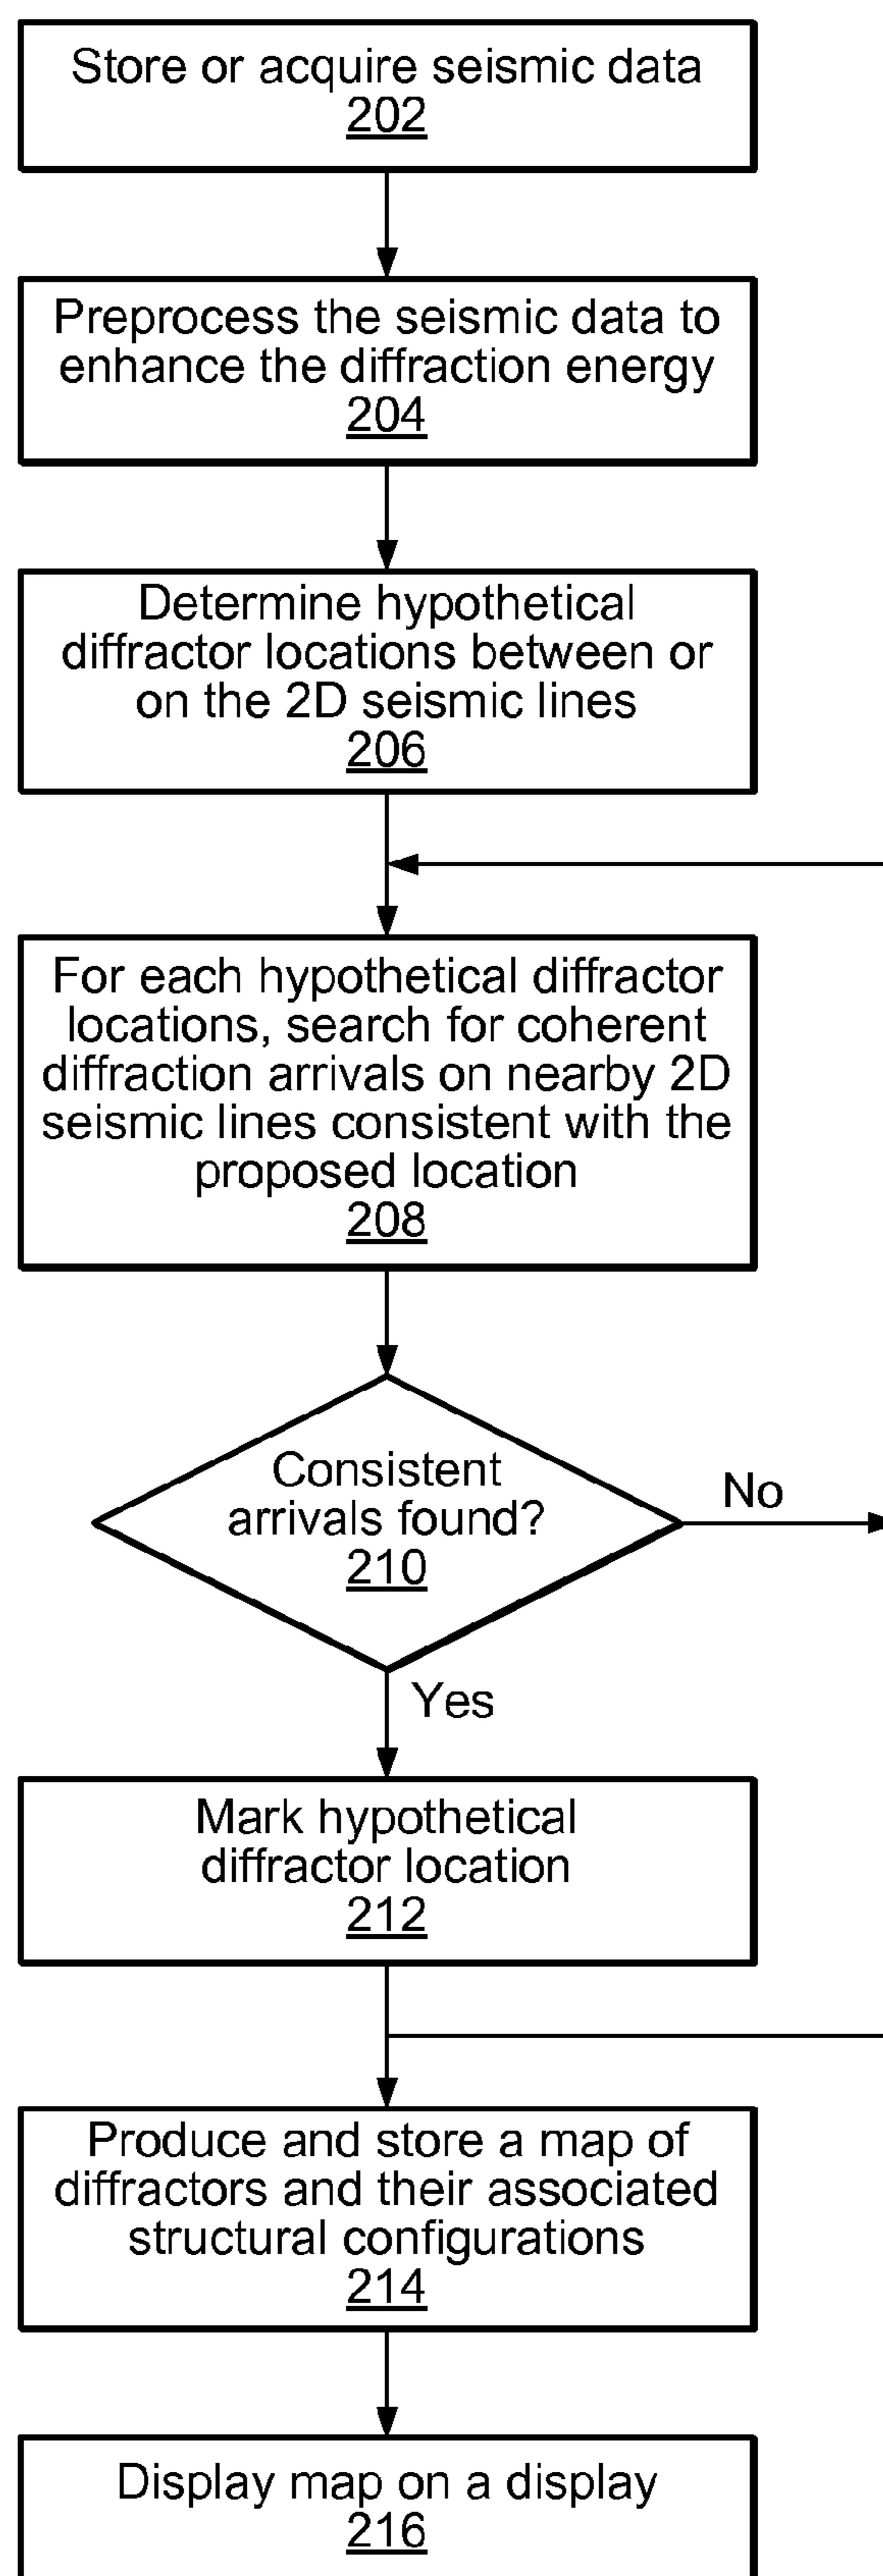 Store or acquire seismic data
202
Preprocess the seismic data to
enhance the diffraction energy
204
Determine hypothetical
diffractor locations between or
on the 2D seismic lines
206
For each hypothetical diffractor
locations, search for coherent
diffraction arrivals on nearby 2D
seismic lines consistent with the
proposed location
208
Consistent
arrivals found?
210
No
Yes
Mark hypothetical
diffractor location
212
Produce and store a map of
diffractors and their associated
structural configurations
214
Display map on a display
216